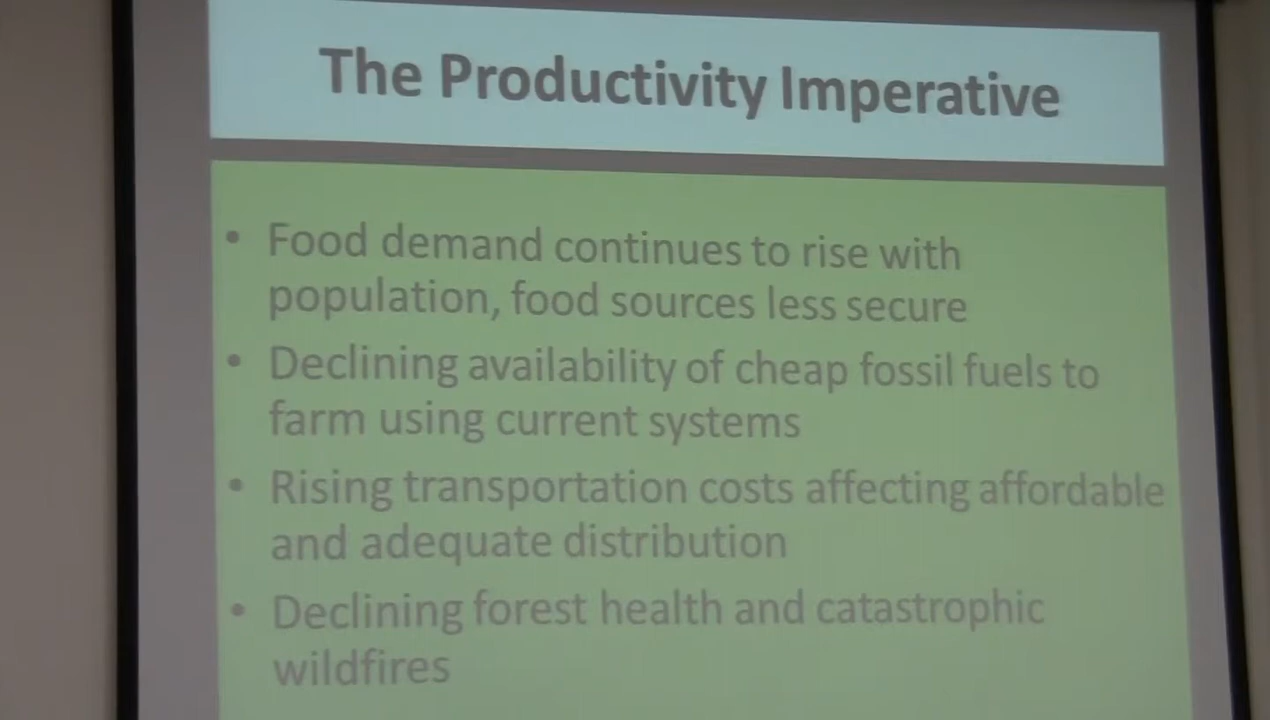 The Productivity Imperative
• Food demand continues to rise with
population, food sources less secure
• Declining availability of cheap fossil fuels to
farm using current systems
• Rising transportation costs affecting affordable
and adequate distribution
• Declining forest health and catastrophic
wildfires